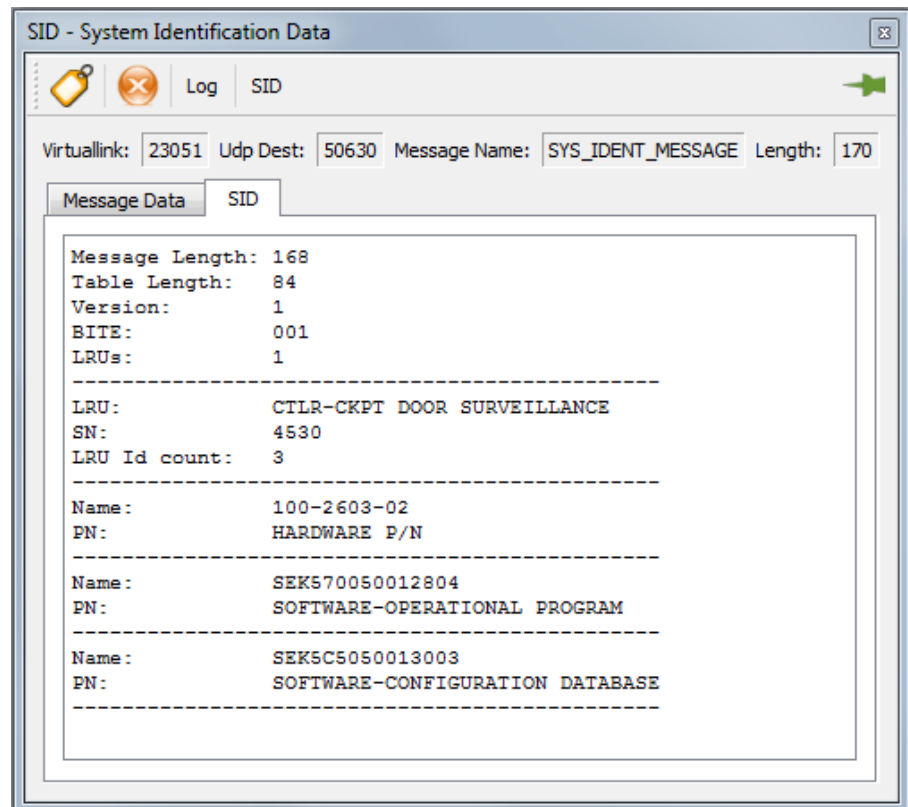 SID - System Identification Data
Log SID
Virtuallink: 23051 Udp Dest: 50630 Message Name: SYS_IDENT_MESSAGE Length: 170
Message Data SID
Message Length: 168
Table Length: 84
Version: 1
BITE: 001
LRUs: 1
-----------------------------------------------
LRU: CTLR-CKPT DOOR SURVEILLANCE
SN: 4530
LRU Id count: 3
-----------------------------------------------
Name: 100-2603-02
PN: HARDWARE P/N
-----------------------------------------------
Name: SEK570050012804
PN: SOFTWARE-OPERATIONAL PROGRAM
-----------------------------------------------
Name: SEK5C5050013003
PN: SOFTWARE-CONFIGURATION DATABASE
-----------------------------------------------